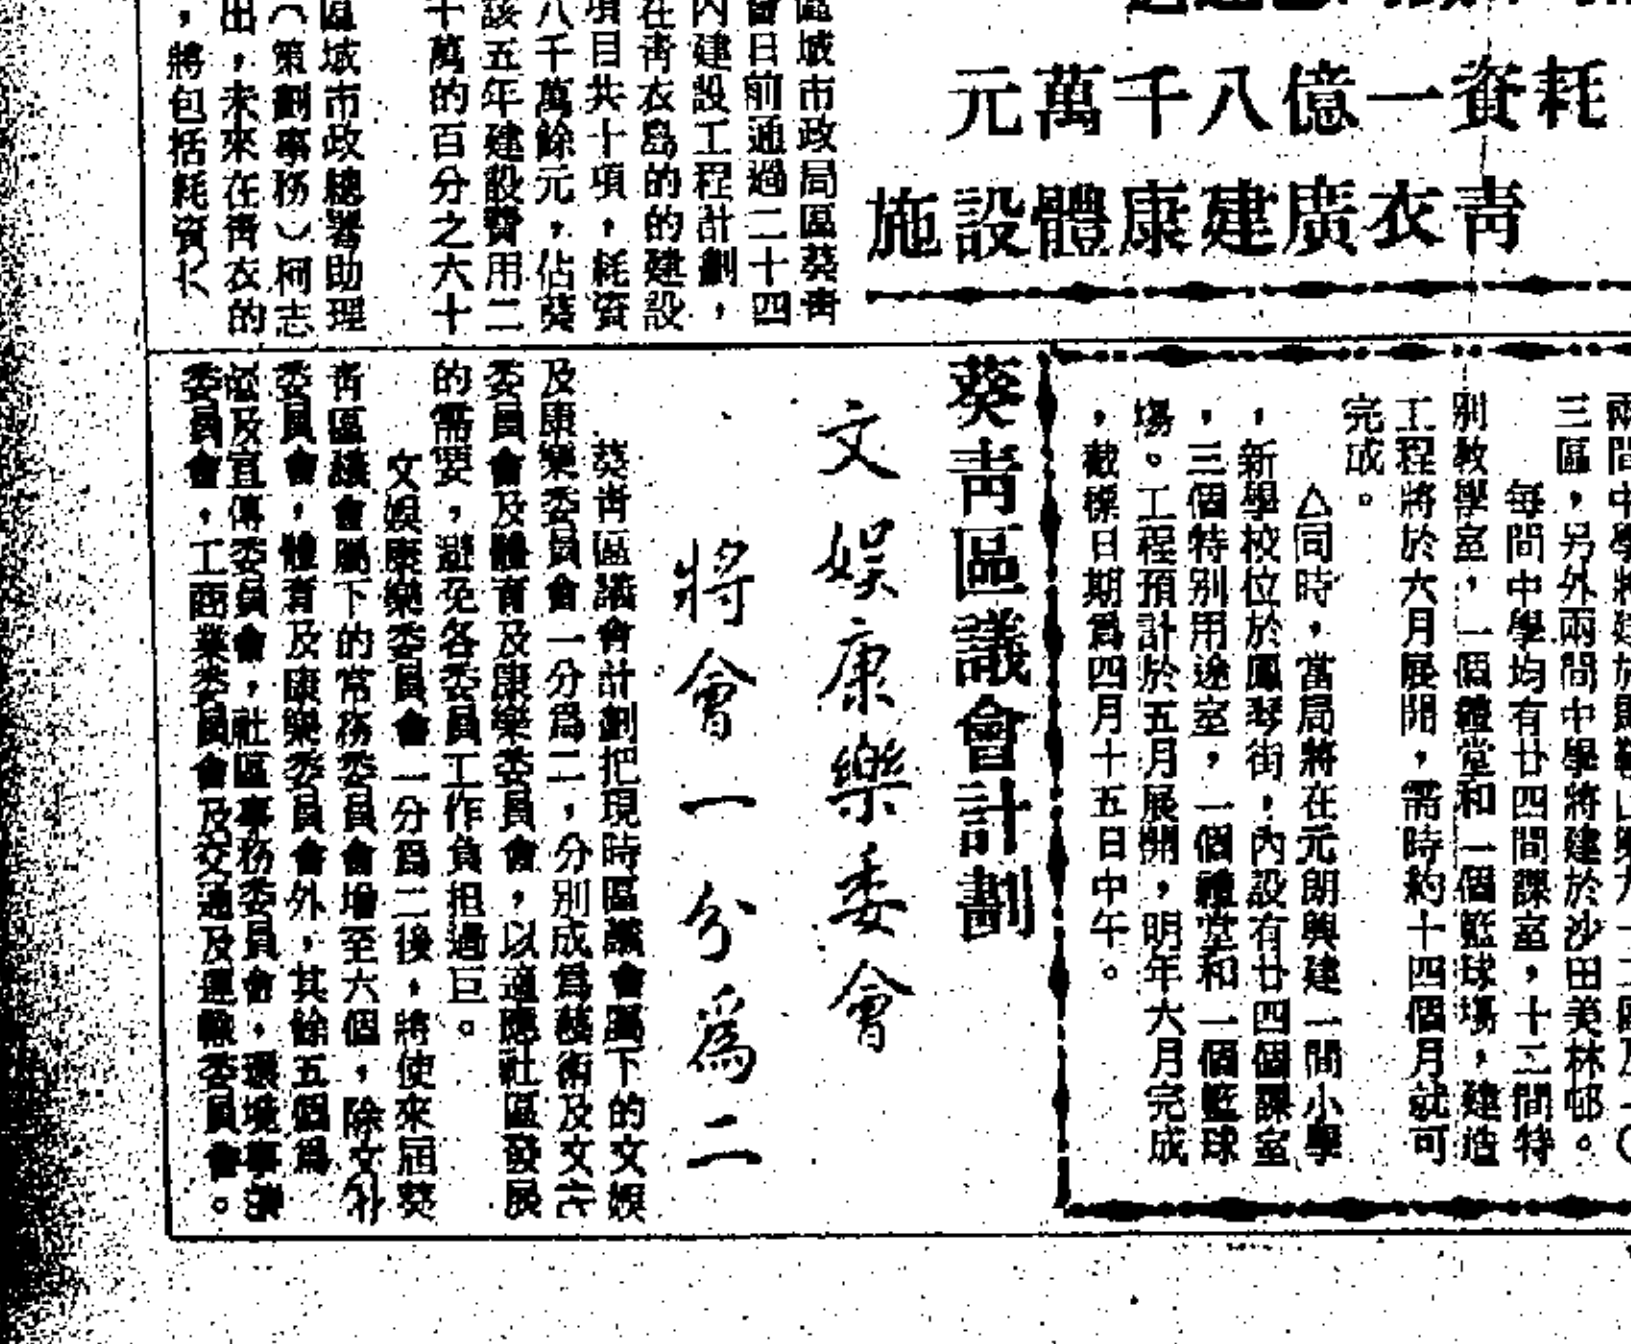 耗資一億八千萬元
青衣廣建康體設施
區城市政局區葵青
會日前通過二十四
內建設工程計劃，
在青衣島的的建設
項目共十項，耗資
八千萬餘元，佔葵
該五年建設費用二
千萬的百分之六十
區城市政總署助理
（策劃事務）柯志
出，未來在青衣的
，將包括耗資
三區，另外兩間中學將建於沙田美林邨。
每間中學均有廿四間課室，十三間特
別教學室，一個禮堂和一個籃球場，建造
工程將於六月展開，需時約十四個月就可
完成。
△同時，當局將在元朗興建一間小學
，新學校位於鳳琴街，內設有廿四個課室
，三個特別用途室，一個禮堂和一個籃球
場。工程預計於五月展開，明年六月完成
，截標日期爲四月十五日中午。
葵青區議會計劃
文娛康樂委會
將會一分爲二
葵青區議會計劃把現時區議會屬下的文娛
及康樂委員會一分爲二，分別成爲藝術及文
委員會及體育及康樂委員會，以適應社區發展
的需要，避免各委員工作負担過巨。
文娛康樂委員會一分爲二後，將使來屆葵
青區議會屬下的常務委員會增至六個，除文
委員會，體育及康樂委員會外，其餘五個爲
及宣傳委員會，社區事務委員會，環境事務
委員會，工商業委員會及交通及運輸委員會。